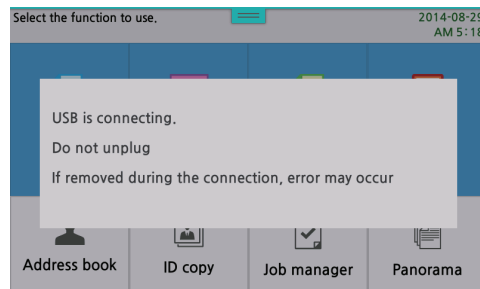 Select the function to use.
2014-08-29
AM 5:18
USB is connecting.
Do not unplug
If removed during the connection, error may occur
Address book
ID copy
Job manager
Panorama